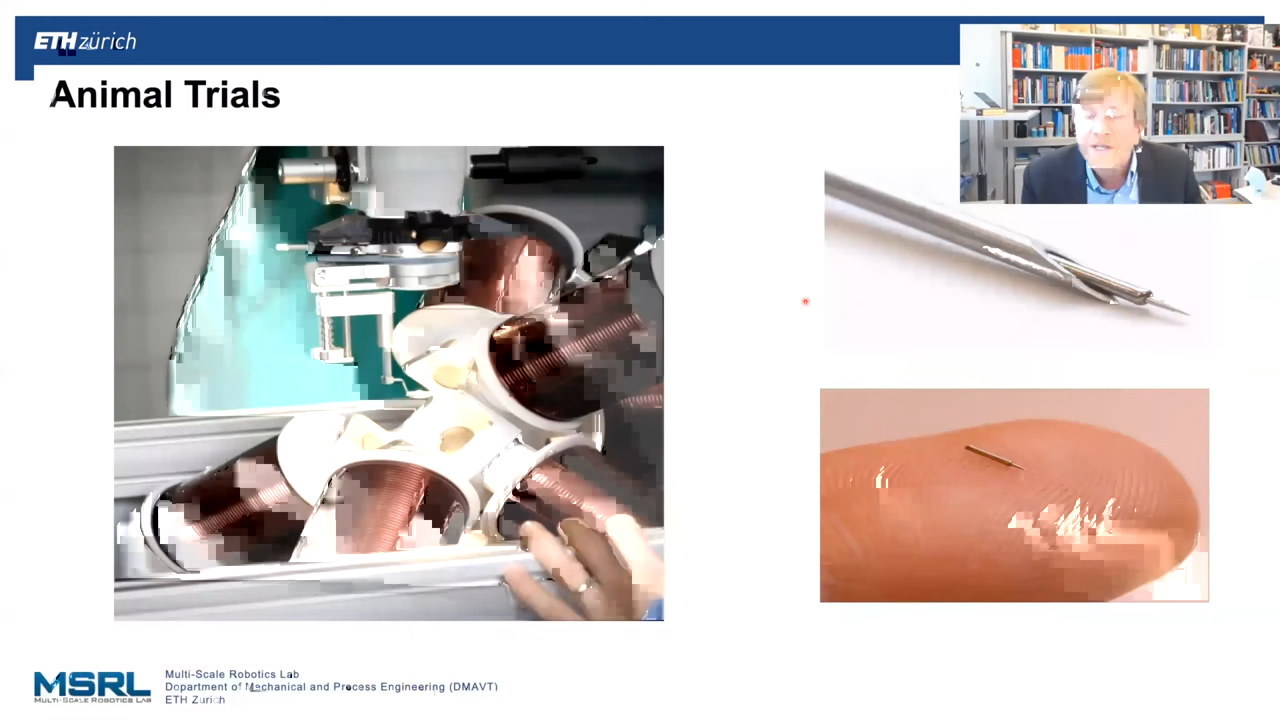 ETH zürich
Animal Trials
MSRL
MULTI-SCALE ROBOTICS LAB
Multi-Scale Robotics Lab
Department of Mechanical and Process Engineering (DMAVT)
ETH Zurich